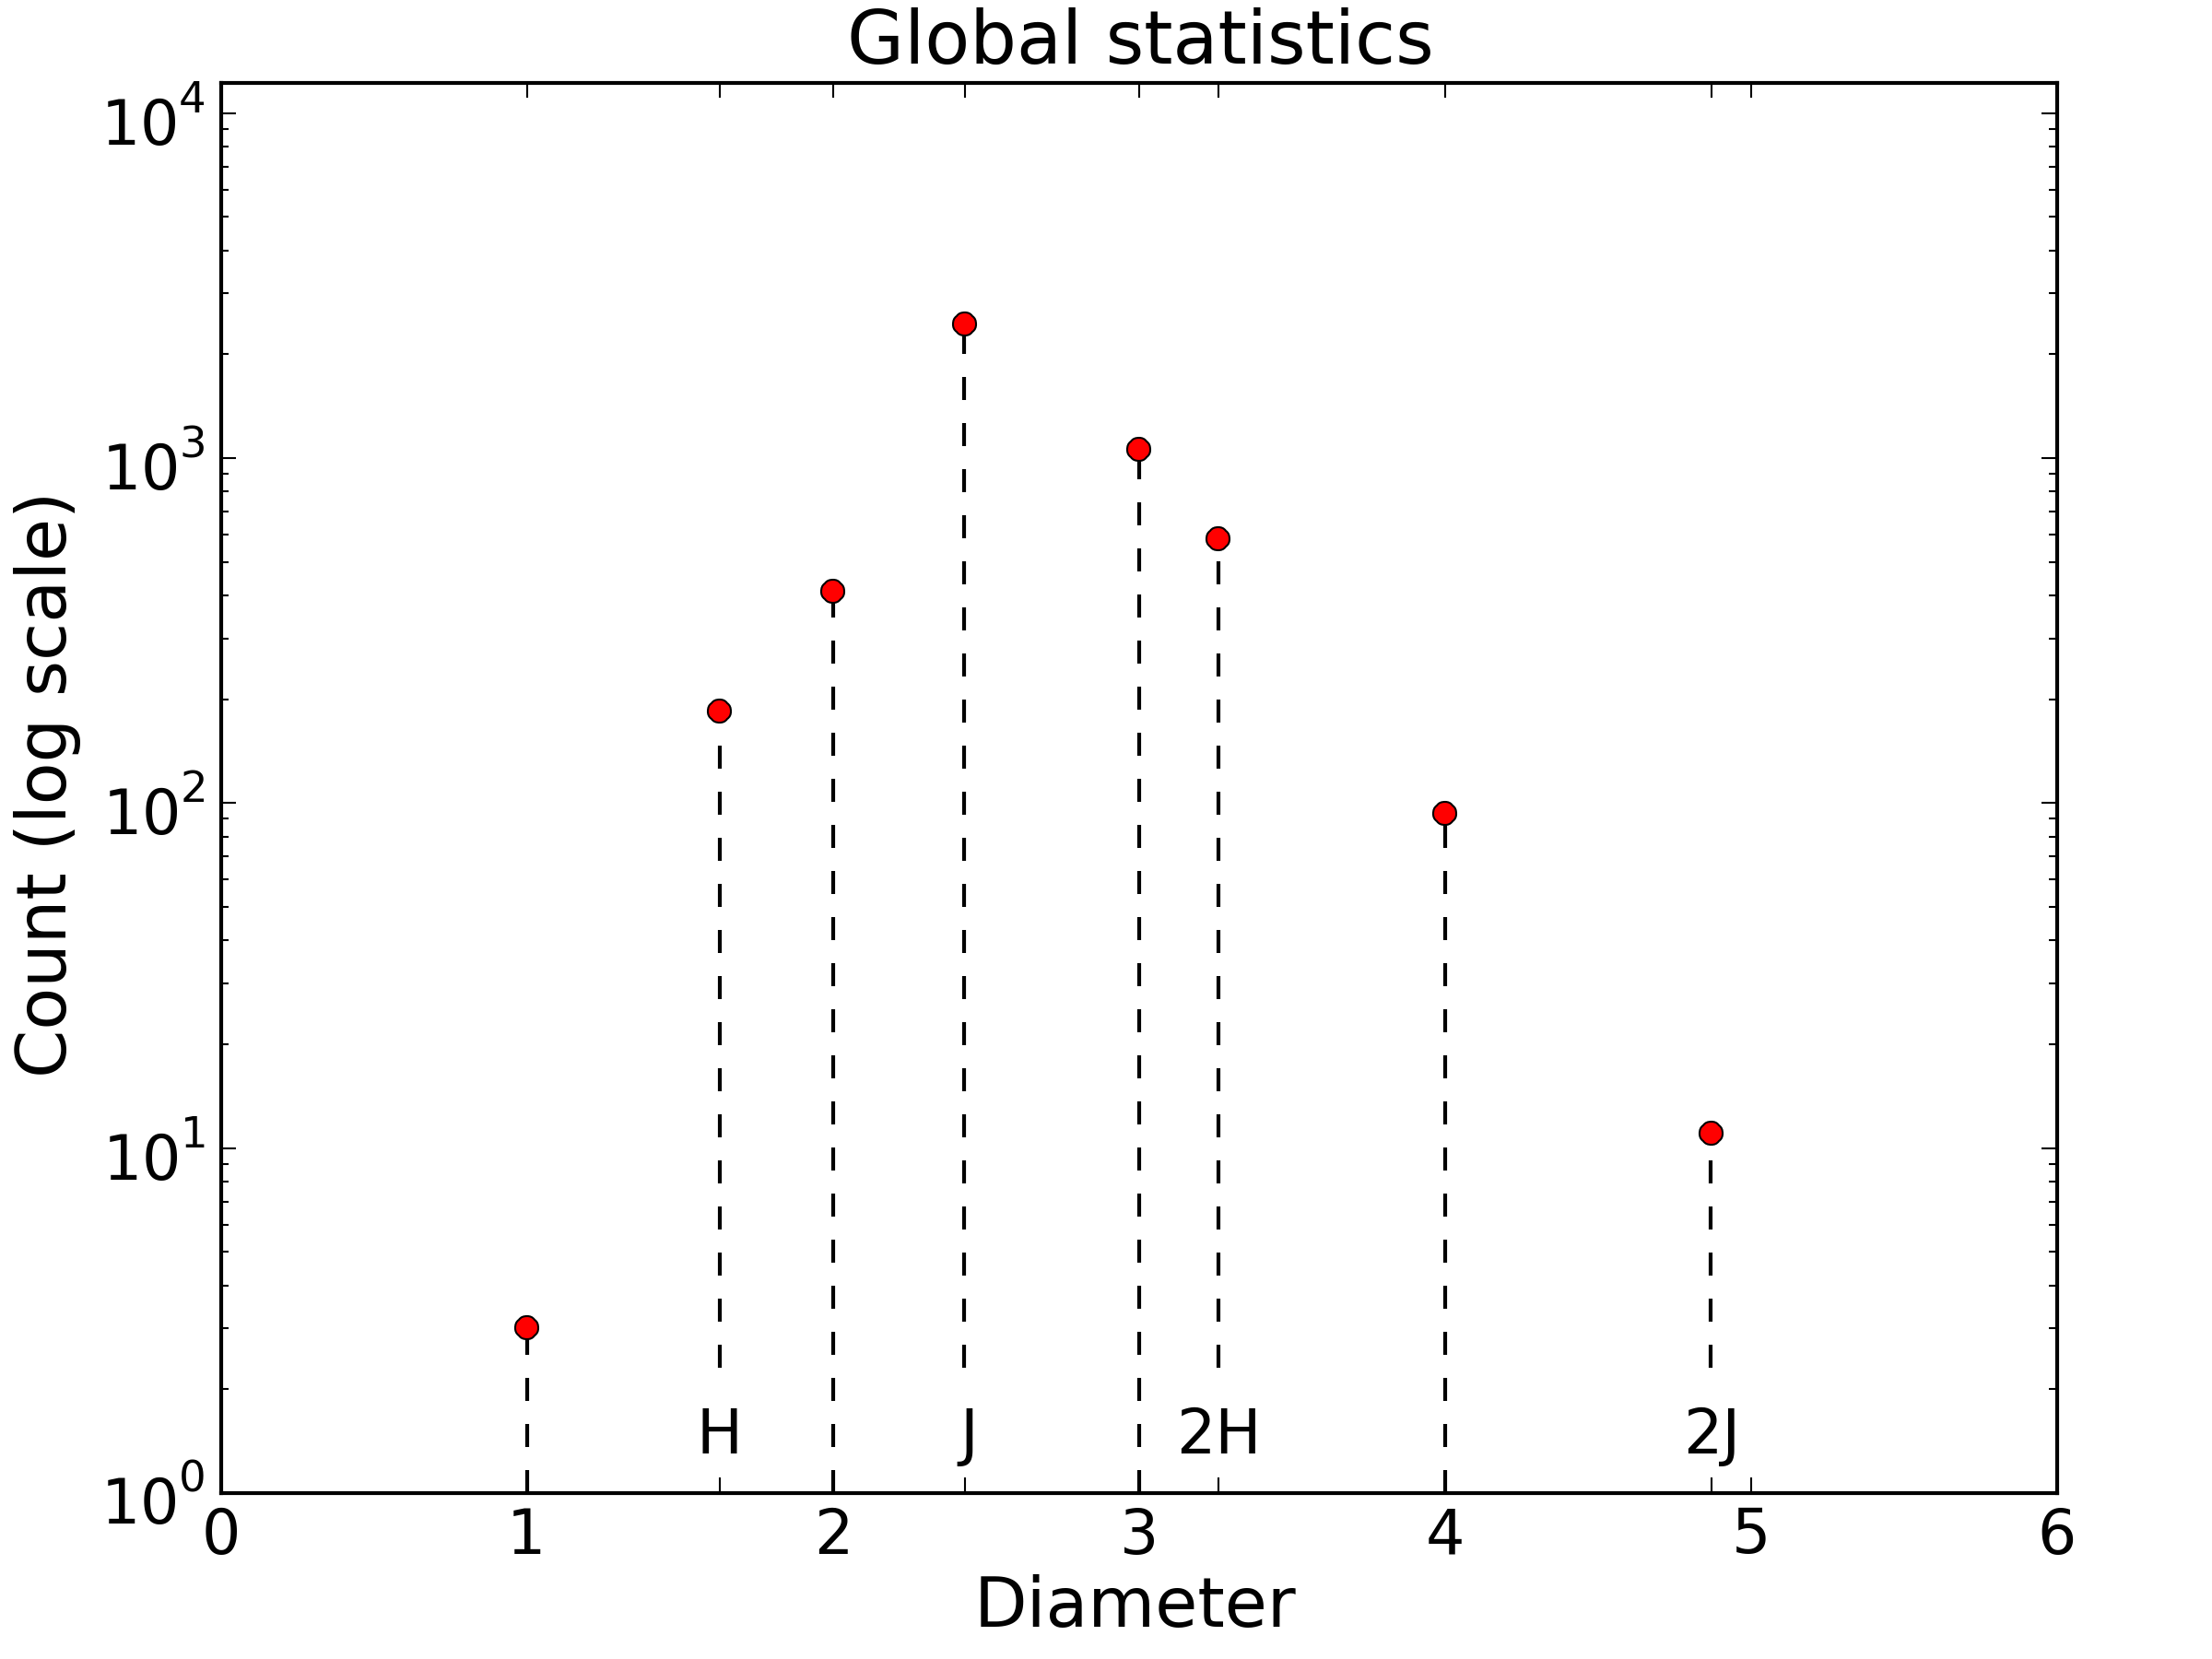 Global statistics
10^4
10^3
10^2
10^1
10^0
Count (log scale)
H J 2H 2J
0 1 2 3 4 5 6
Diameter